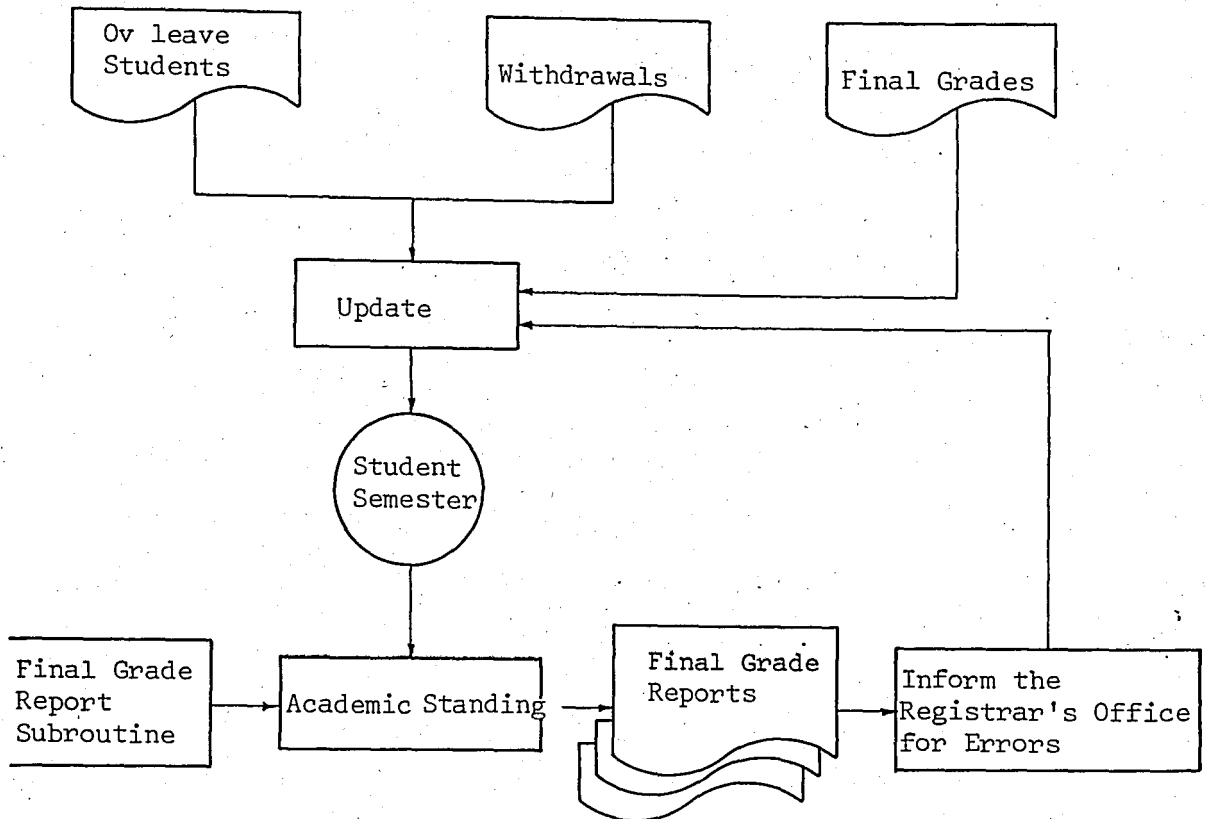 Ov leave
Students
Withdrawals
Final Grades
Update
Student
Semester
Final Grade
Report
Subroutine
Academic Standing
Final Grade
Reports
Inform the
Registrar's Office
for Errors